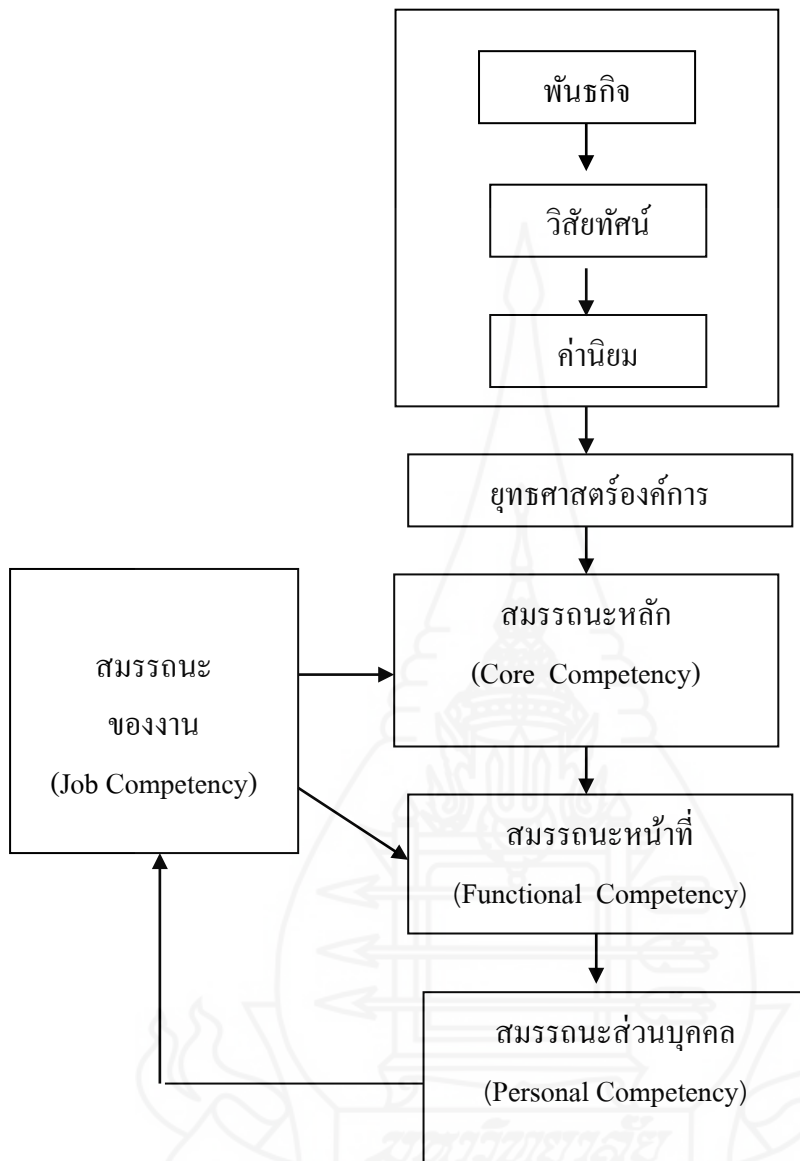 พันธกิจ
วิสัยทัศน์
ค่านิยม
ยุทธศาสตร์องค์การ
สมรรถนะหลัก
(Core Competency)
สมรรถนะ
ของงาน
(Job Competency)
สมรรถนะหน้าที่
(Functional Competency)
สมรรถนะส่วนบุคคล
(Personal Competency)